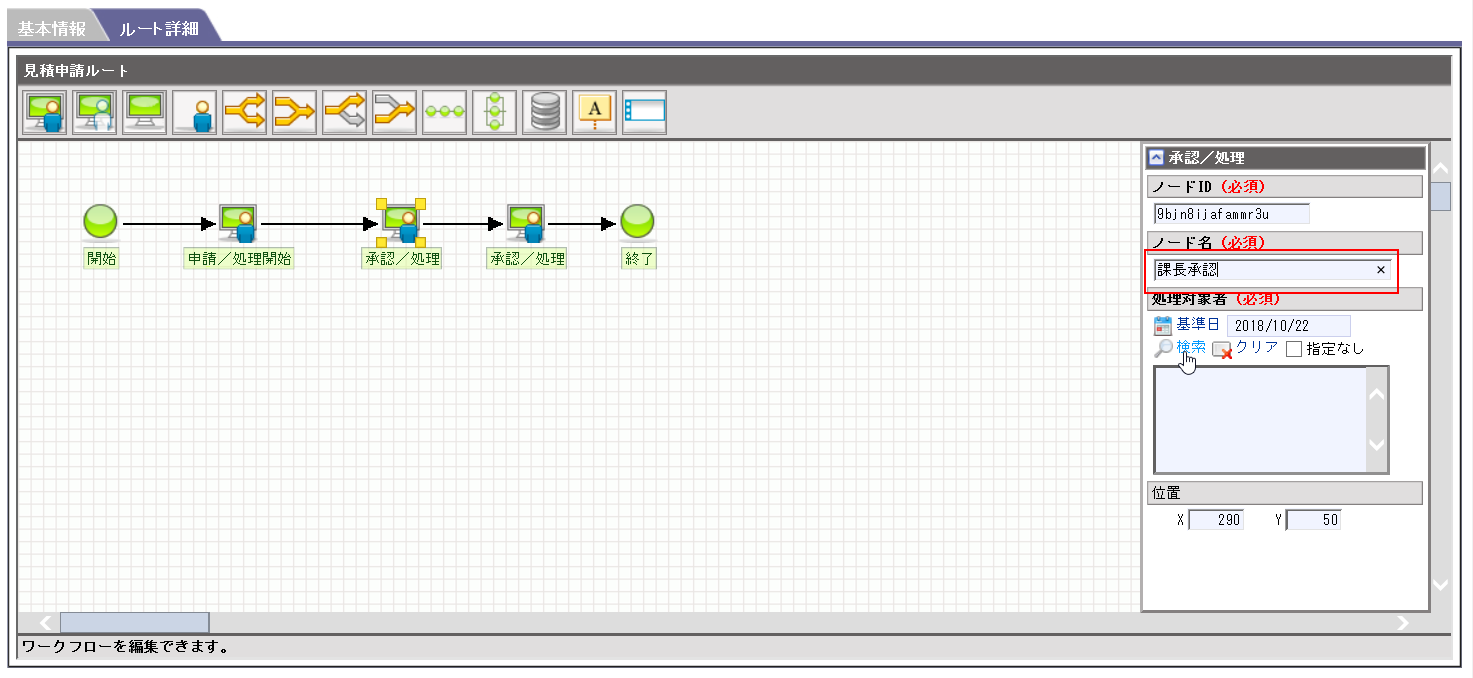 基本情報
ルート詳細
見積申請ルート
A
開始
申請／処理開始
承認／処理
承認／処理
終了
承認／処理
ノードID（必須）
9bjn8ijafammr3u
ノード名（必須）
課長承認
処理対象者（必須）
基準日 2018/10/22
検索 クリア 指定なし
位置
X 290 Y 50
ワークフローを編集できます。